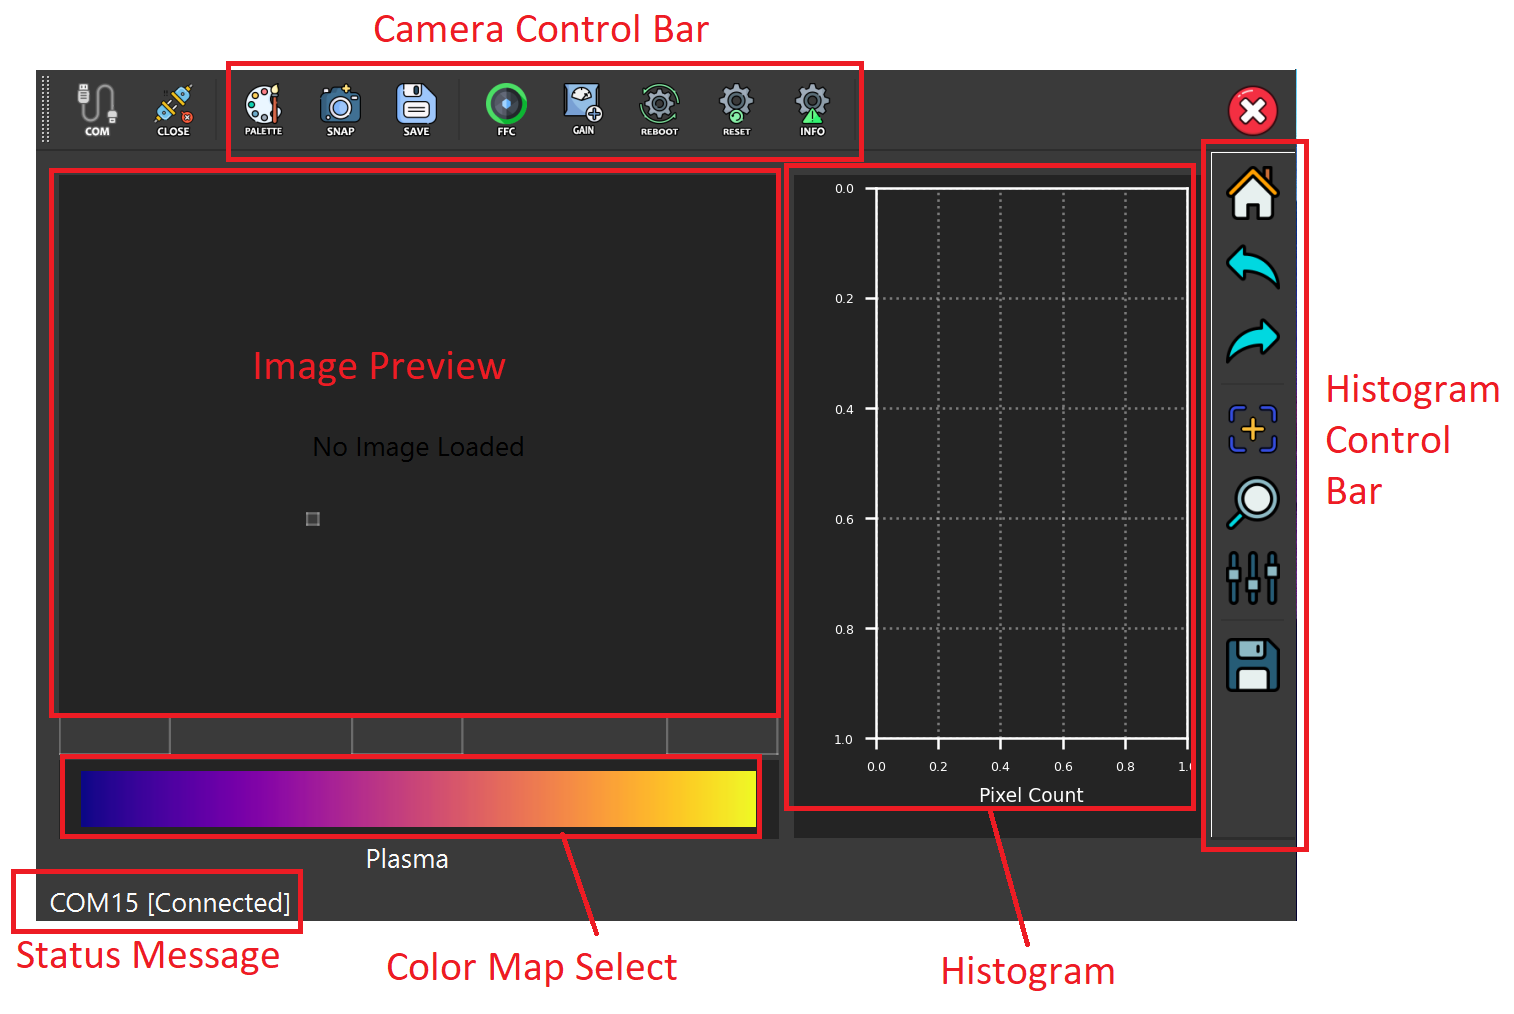 Camera Control Bar
COM
CLOSE
PALETTE
SNAP
SAVE
FFC
GAIN
REBOOT
RESET
INFO
Image Preview
No Image Loaded
0.0
0.2
0.4
0.6
0.8
1.0
0.0 0.2 0.4 0.6 0.8 1.0
Pixel Count
Histogram
Control
Bar
Plasma
COM15 [Connected]
Status Message
Color Map Select
Histogram